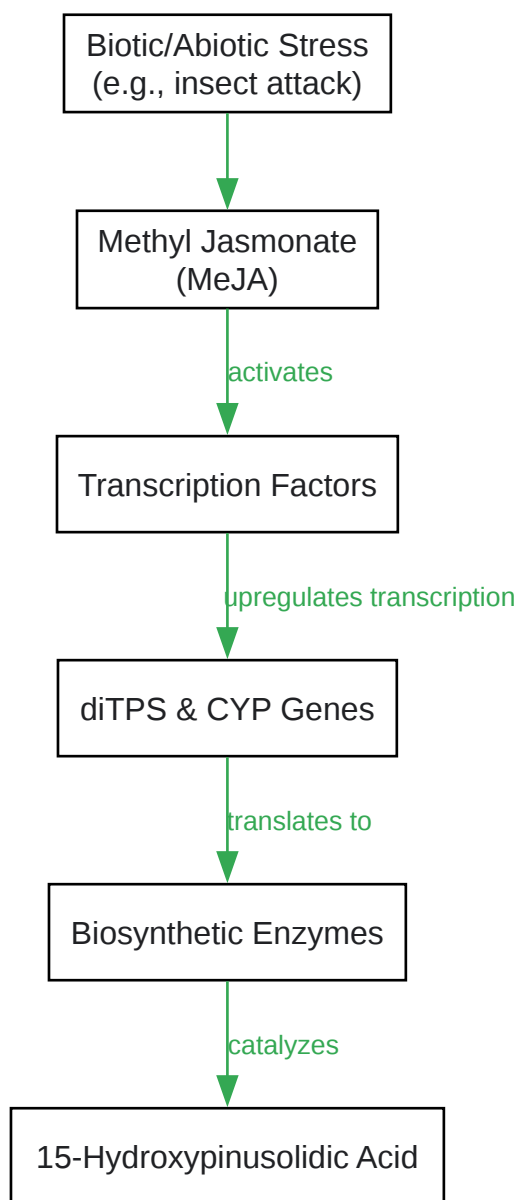 Biotic/Abiotic Stress
(e.g., insect attack)
Methyl Jasmonate
(MeJA)
activates
Transcription Factors
upregulates transcription
diTPS & CYP Genes
translates to
Biosynthetic Enzymes
catalyzes
15-Hydroxypinusolidic Acid